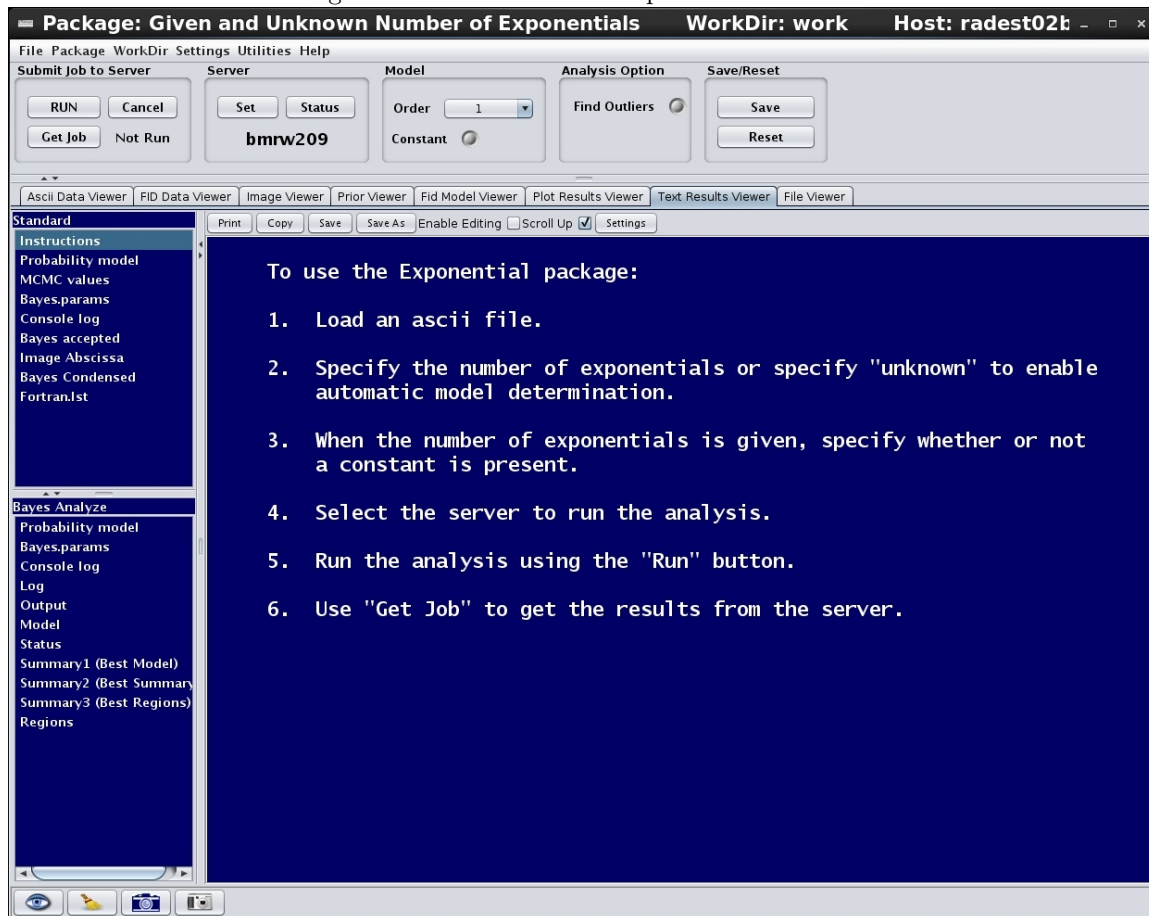 Package: Given and Unknown Number of Exponentials WorkDir: work Host: radest02b
File Package WorkDir Settings Utilities Help
Submit Job to Server Server Model Analysis Option Save/Reset
RUN Cancel Set Status Order 1 Find Outliers Save
Get Job Not Run bmrw209 Constant Reset
Ascii Data Viewer FID Data Viewer Image Viewer Prior Viewer Fid Model Viewer Plot Results Viewer Text Results Viewer File Viewer
Print Copy Save Save As Enable Editing Scroll Up Settings
Standard
Instructions
Probability model
MCMC values
Bayes.params
Console log
Bayes accepted
Image Abscissa
Bayes Condensed
Fortran.lst
Bayes Analyze
Probability model
Bayes.params
Console log
Log
Output
Model
Status
Summary1 (Best Model)
Summary2 (Best Summary
Summary3 (Best Regions)
Regions
To use the Exponential package:
1. Load an ascii file.
2. Specify the number of exponentials or specify "unknown" to enable
automatic model determination.
3. When the number of exponentials is given, specify whether or not
a constant is present.
4. Select the server to run the analysis.
5. Run the analysis using the "Run" button.
6. Use "Get Job" to get the results from the server.